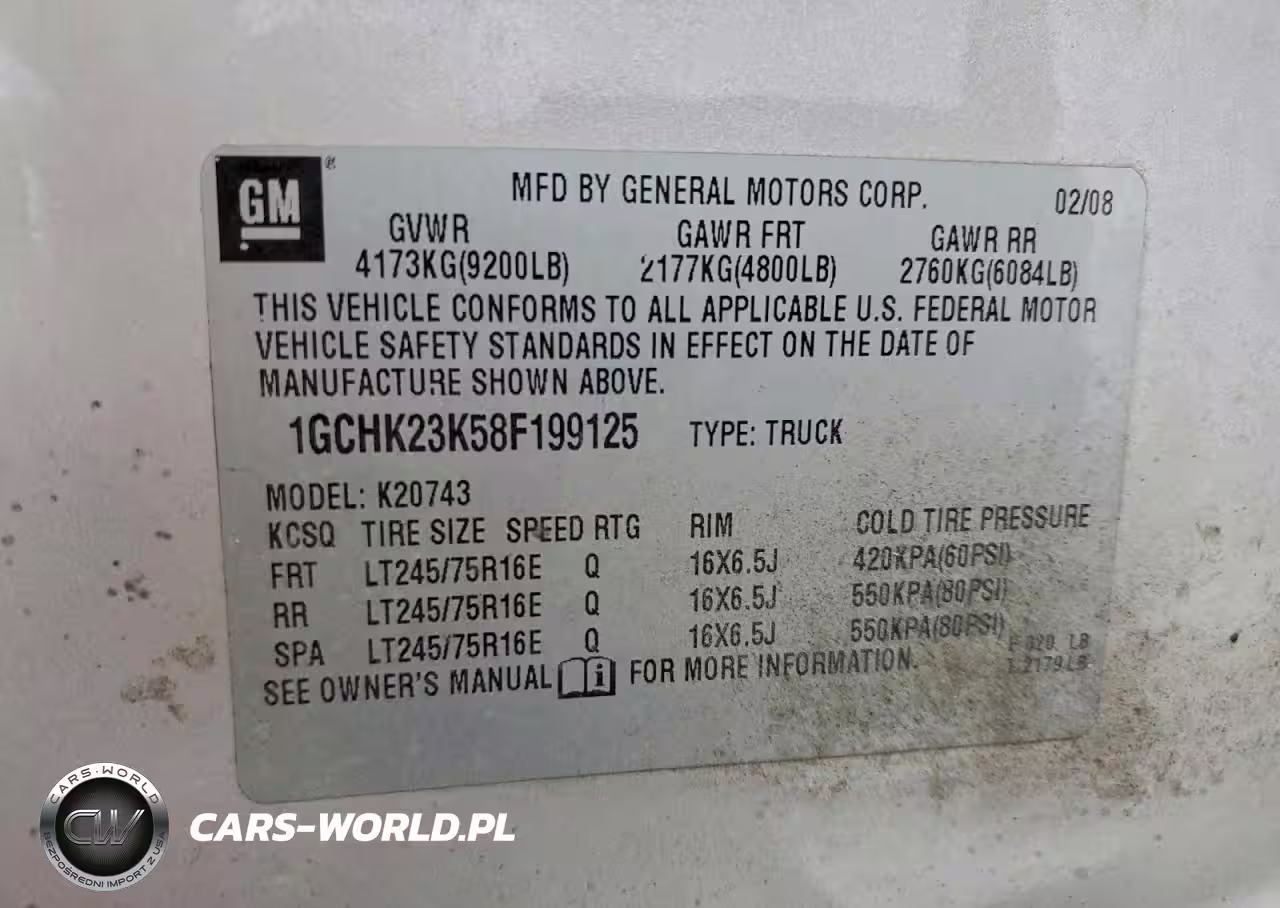 GM ®
MFD BY GENERAL MOTORS CORP. 02/08
GVWR GAWR FRT GAWR RR
4173KG(9200LB) 2177KG(4800LB) 2760KG(6084LB)
THIS VEHICLE CONFORMS TO ALL APPLICABLE U.S. FEDERAL MOTOR
VEHICLE SAFETY STANDARDS IN EFFECT ON THE DATE OF
MANUFACTURE SHOWN ABOVE.
1GCHK23K58F199125 TYPE: TRUCK
MODEL: K20743
KCSQ TIRE SIZE SPEED RTG RIM COLD TIRE PRESSURE
FRT LT245/75R16E Q 16X6.5J 420KPA(60PSI)
RR LT245/75R16E Q 16X6.5J 550KPA(80PSI)
SPA LT245/75R16E Q 16X6.5J 550KPA(80PSI)
SEE OWNER'S MANUAL i FOR MORE INFORMATION.
LB
CARS-WORLD
CW
BEZPOŚREDNI IMPORT Z USA
CARS-WORLD.PL